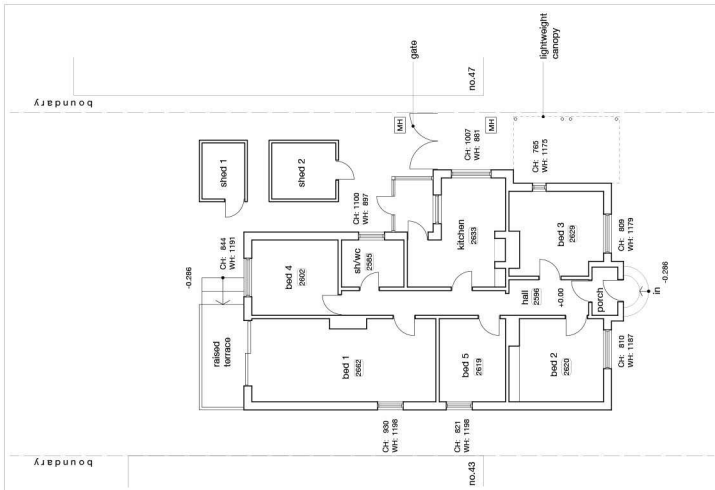 boundary
no.47
gate
lightweight
canopy
MH
MH
CH: 1007
WH: 881
CH: 765
WH: 1175
shed 1
shed 2
CH: 1100
WH: 897
CH: 844
WH: 1191
-0.286
bed 4
2602
sh/wc
2585
kitchen
2633
bed 3
2629
CH: 809
WH: 1179
hall
2596
+0.00
porch
in
-0.286
raised
terrace
bed 1
2662
bed 5
2619
bed 2
2620
CH: 810
WH: 1187
CH: 930
WH: 1198
CH: 821
WH: 1198
boundary
no.43